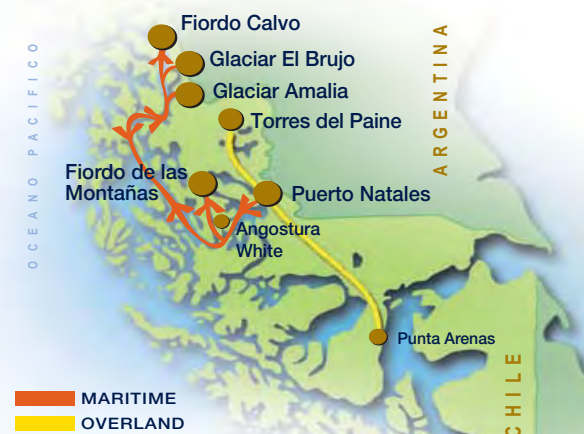 Fiordo Calvo
Glaciar El Brujo
Glaciar Amalia
Torres del Paine
Fiordo de las
Montañas
Puerto Natales
Angostura
White
Punta Arenas
OCEANO PACIFICO
ARGENTINA
CHILE
MARITIME
OVERLAND